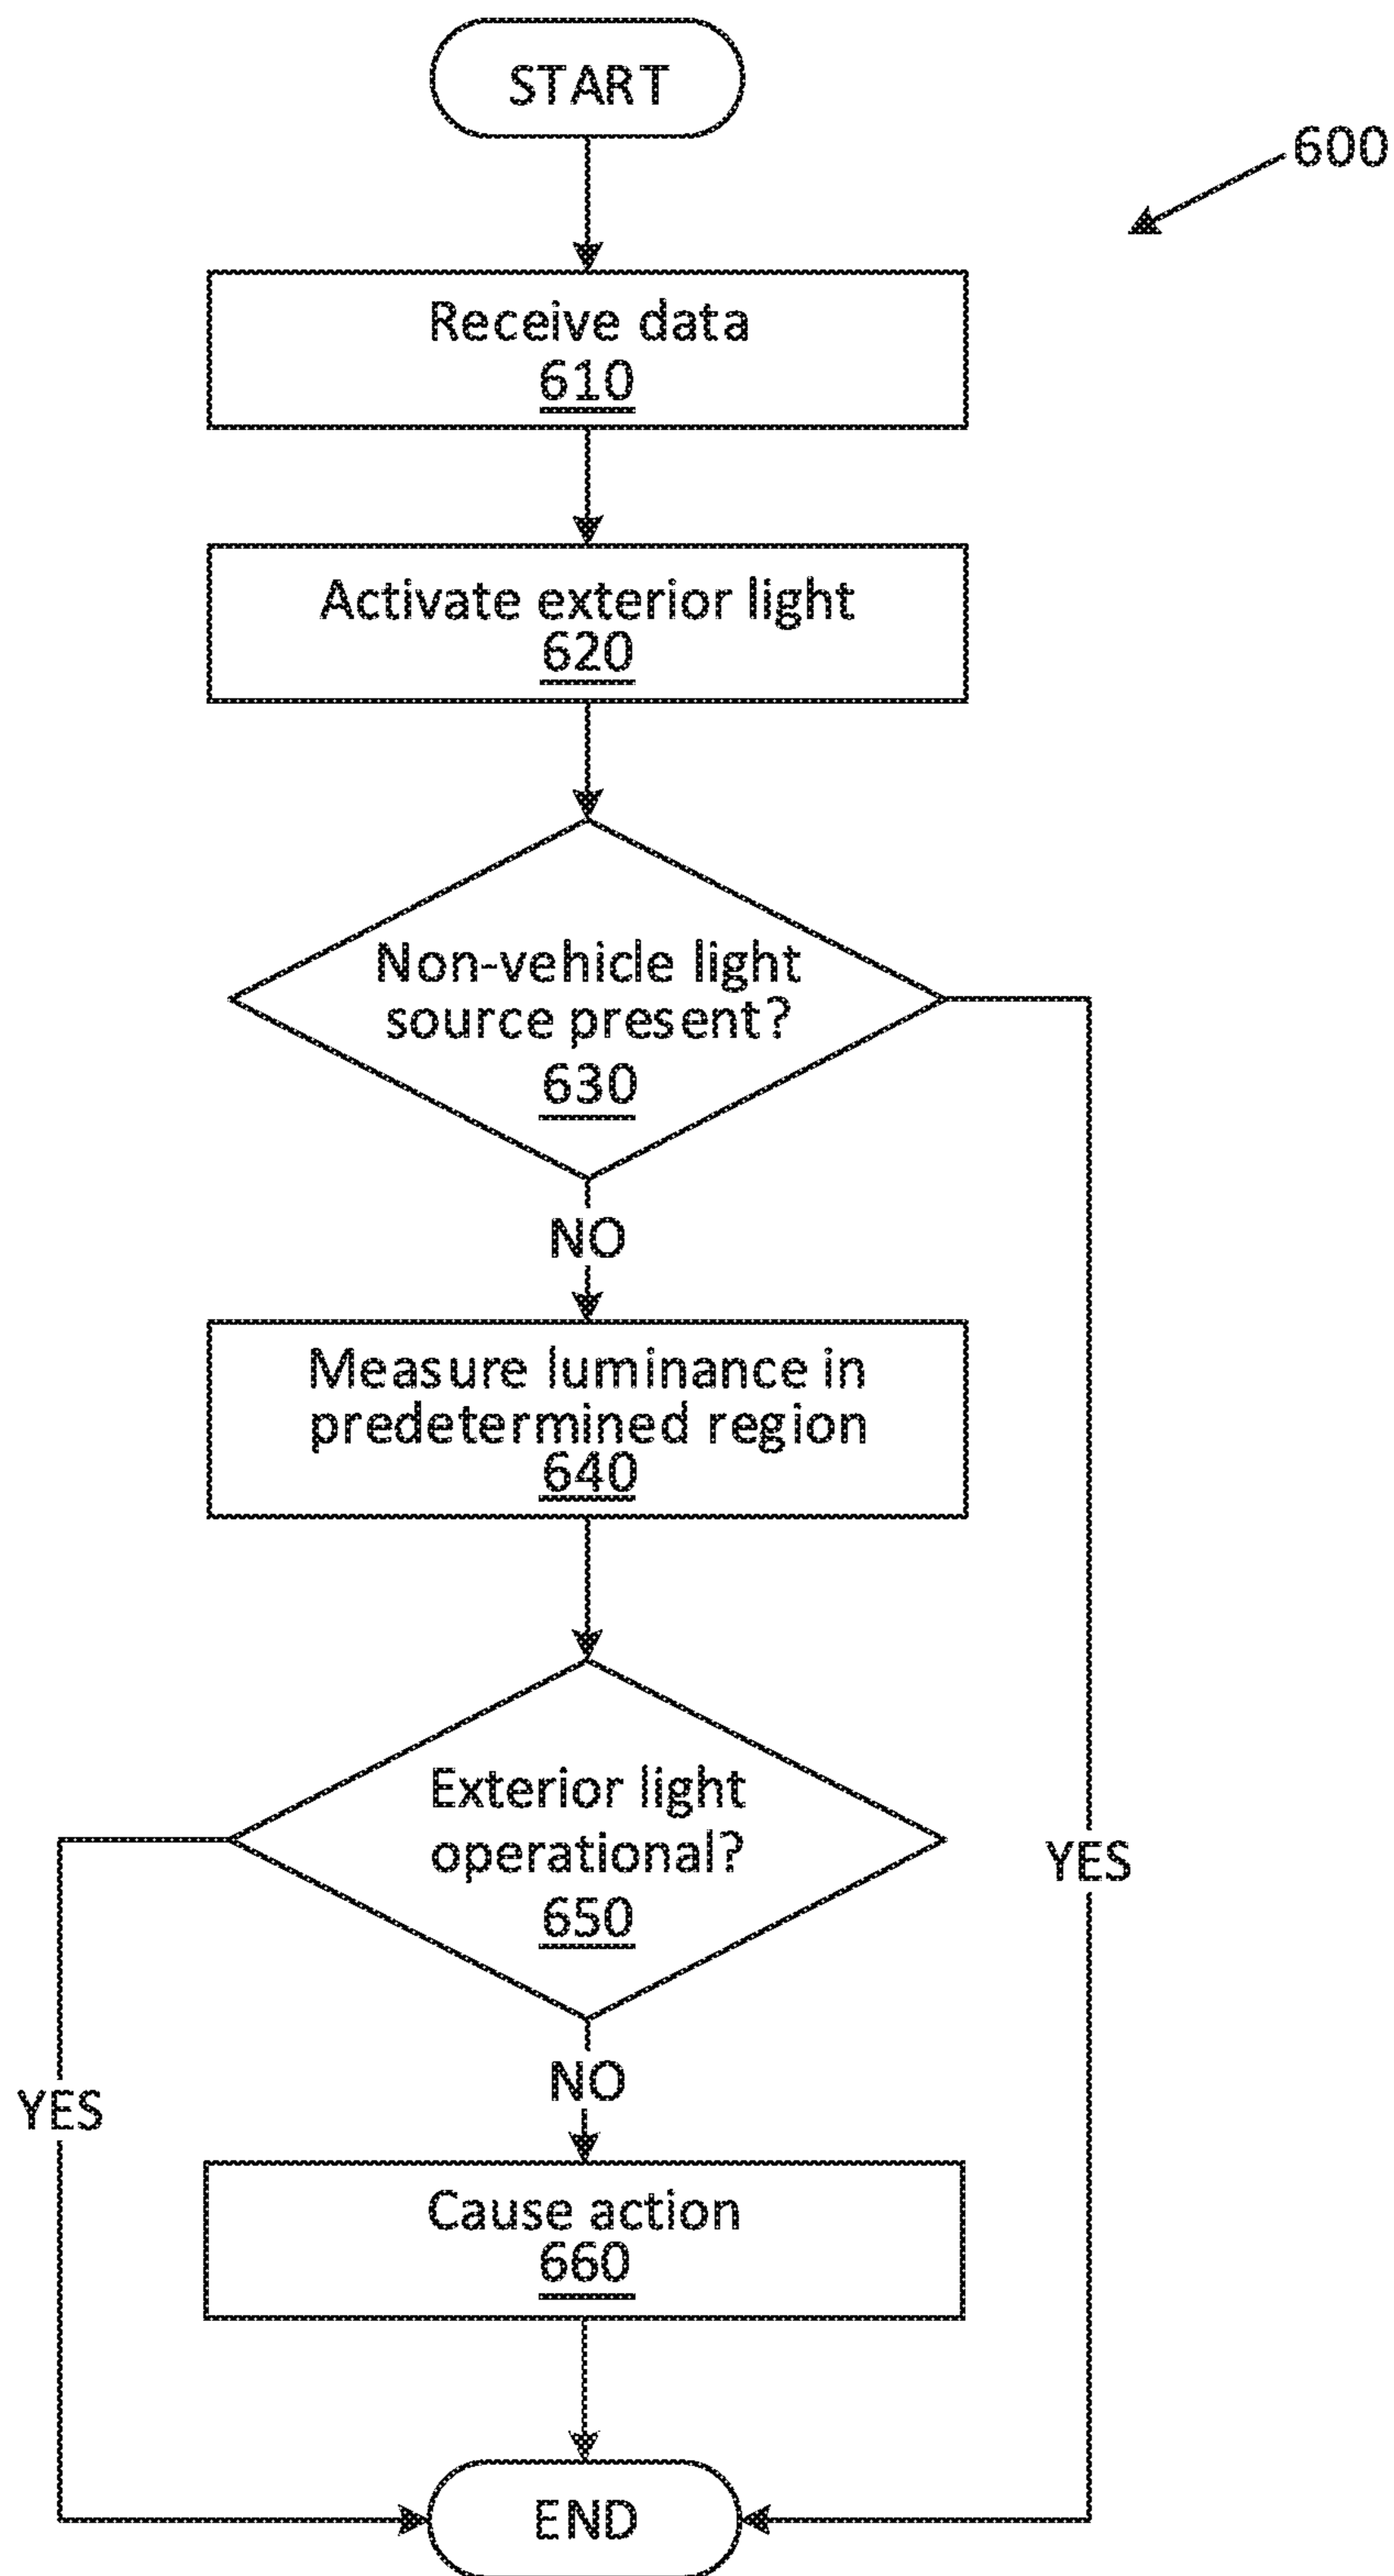 START
600
Receive data
610
Activate exterior light
620
Non-vehicle light
source present?
630
NO
Measure luminance in
predetermined region
640
Exterior light
operational?
650
YES
NO
YES
Cause action
660
END